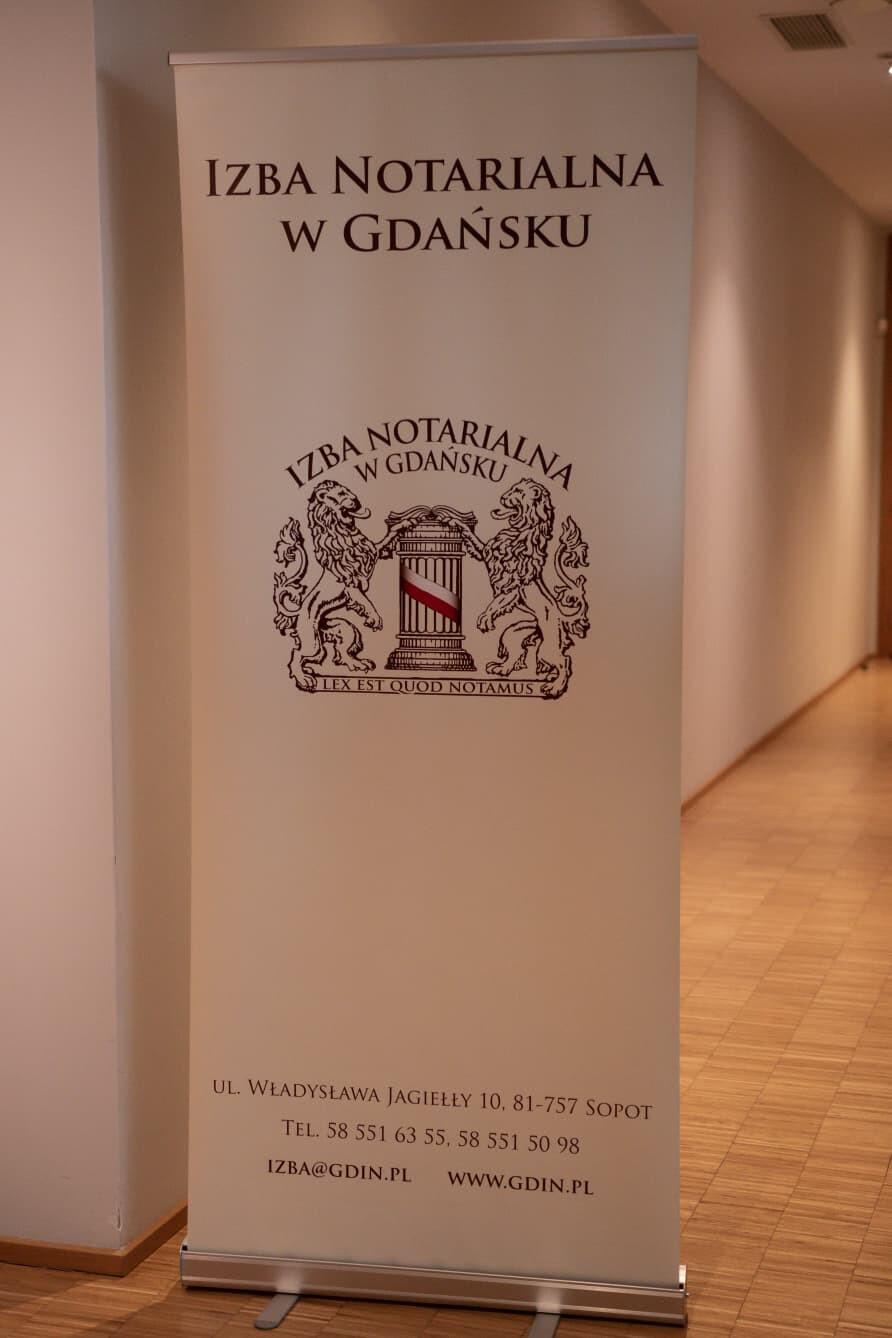 Izba Notarialna
w Gdańsku
IZBA NOTARIALNA
W GDAŃSKU
LEX EST QUOD NOTAMUS
ul. Władysława Jagiełły 10, 81-757 Sopot
Tel. 58 551 63 55, 58 551 50 98
izba@gdin.pl www.gdin.pl